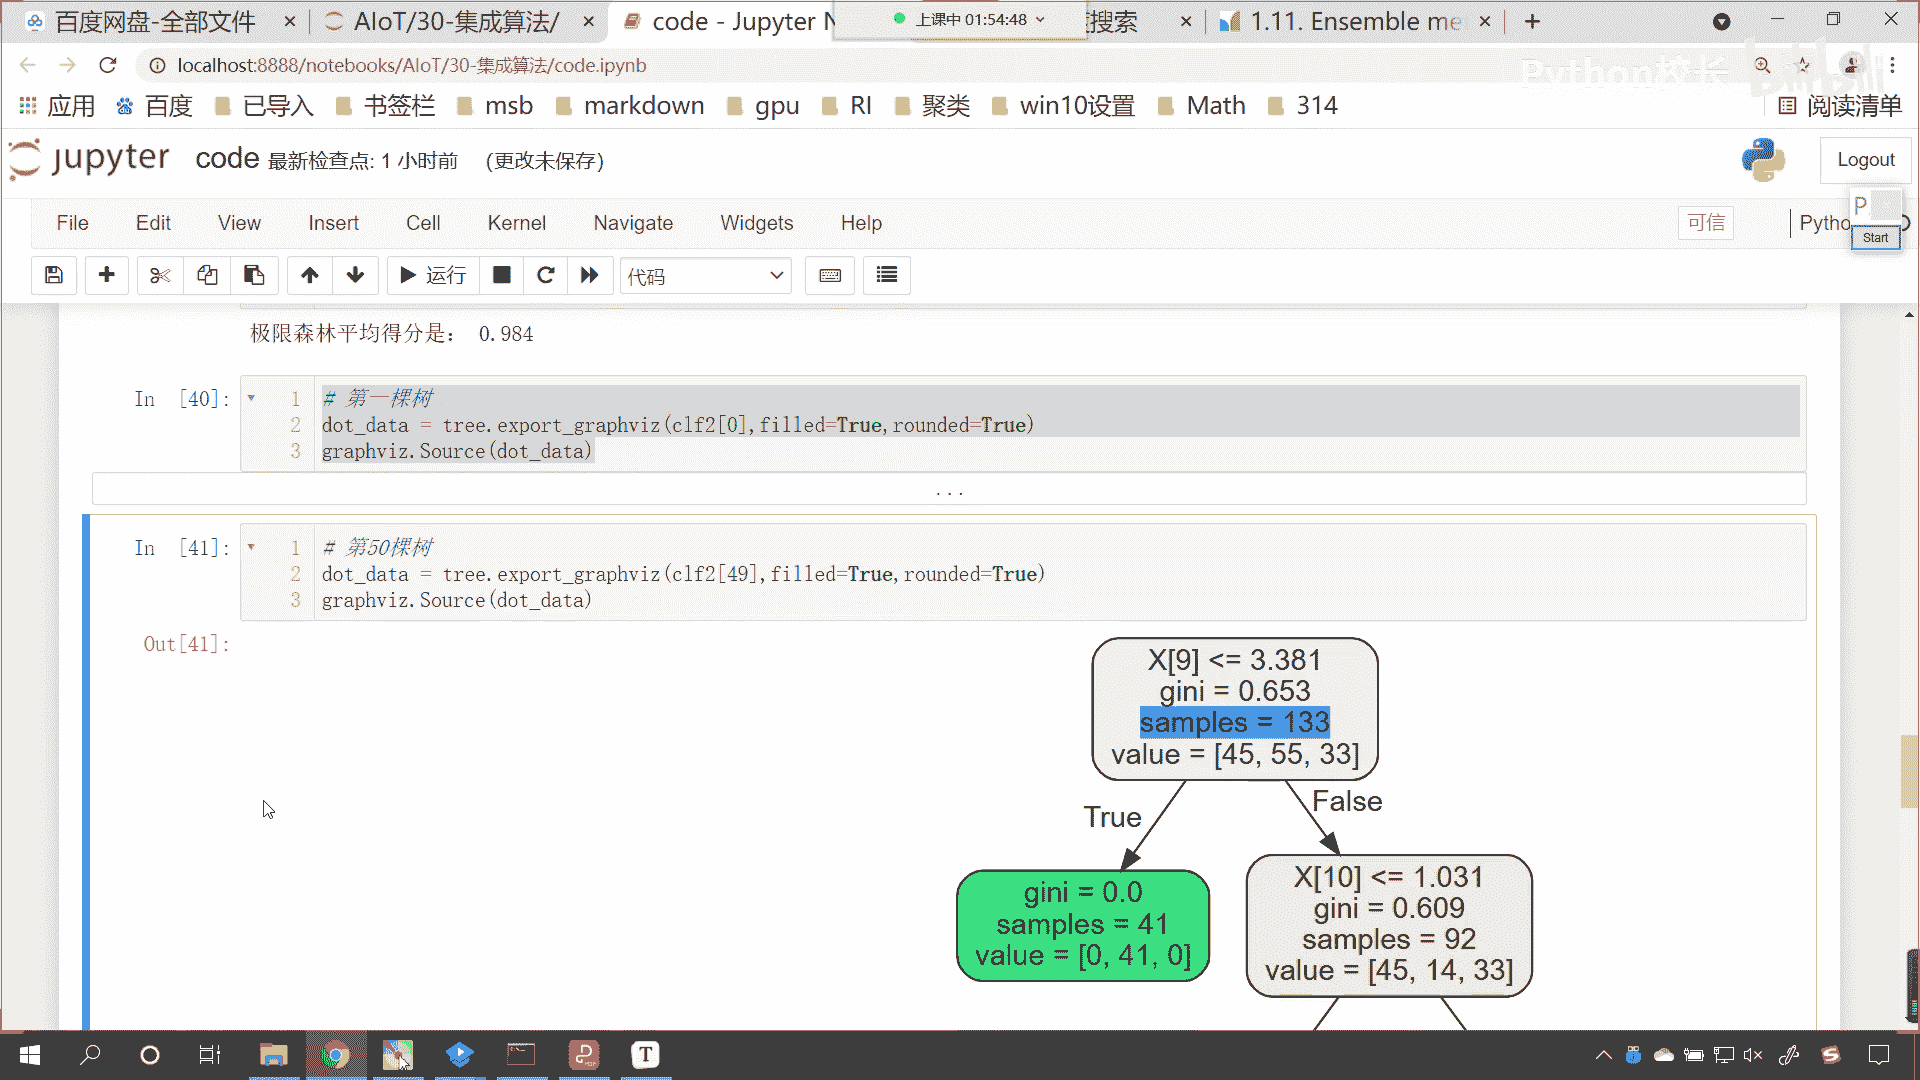 百度网盘-全部文件
AIoT/30-集成算法/
code - Jupyter N
上课中 01:54:48
搜索
1.11. Ensemble me
localhost:8888/notebooks/AIoT/30-集成算法/code.ipynb
Python校长
bilibili
应用
百度
已导入
书签栏
msb
markdown
gpu
RI
聚类
win10设置
Math
314
阅读清单
jupyter
code 最新检查点: 1 小时前 (更改未保存)
Logout
File Edit View Insert Cell Kernel Navigate Widgets Help
可信
Pytho
P
Start
运行
代码
极限森林平均得分是： 0.984
In [40]:
1 # 第一棵树
2 dot_data = tree.export_graphviz(clf2[0],filled=True,rounded=True)
3 graphviz.Source(dot_data)
...
In [41]:
1 # 第50棵树
2 dot_data = tree.export_graphviz(clf2[49],filled=True,rounded=True)
3 graphviz.Source(dot_data)
Out[41]:
X[9] <= 3.381
gini = 0.653
samples = 133
value = [45, 55, 33]
True
False
gini = 0.0
samples = 41
value = [0, 41, 0]
X[10] <= 1.031
gini = 0.609
samples = 92
value = [45, 14, 33]